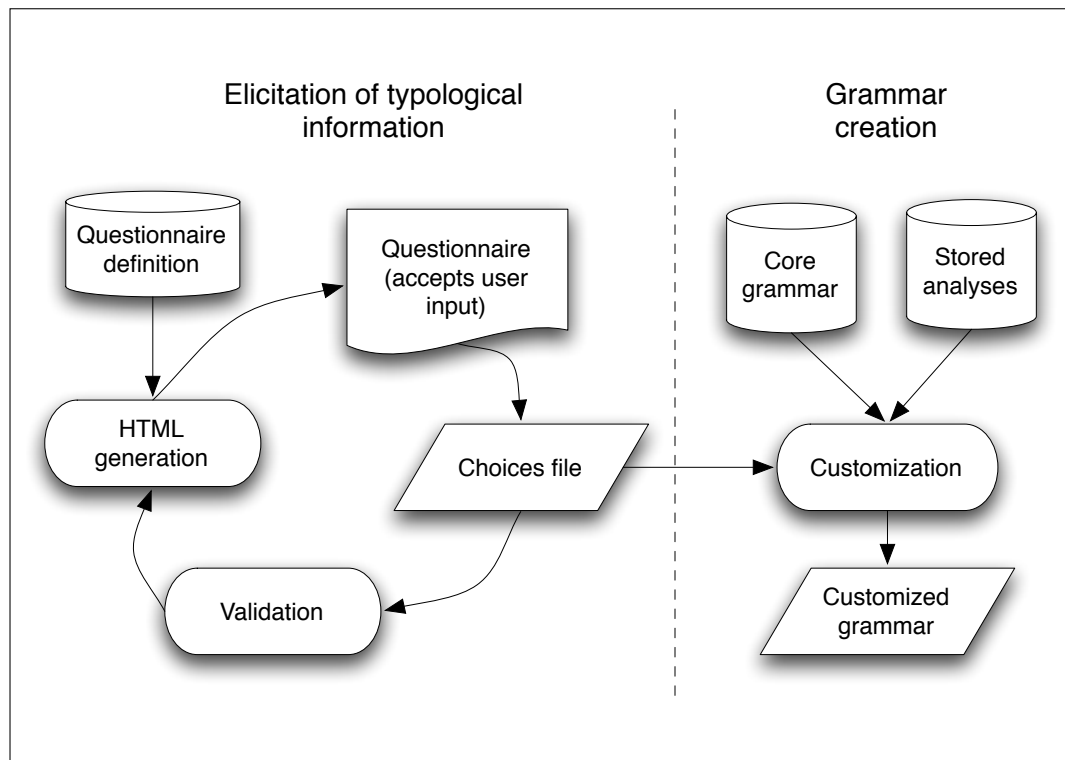 Elicitation of typological
information
Grammar
creation
Questionnaire
definition
Questionnaire
(accepts user
input)
Core
grammar
Stored
analyses
HTML
generation
Choices file
Customization
Validation
Customized
grammar